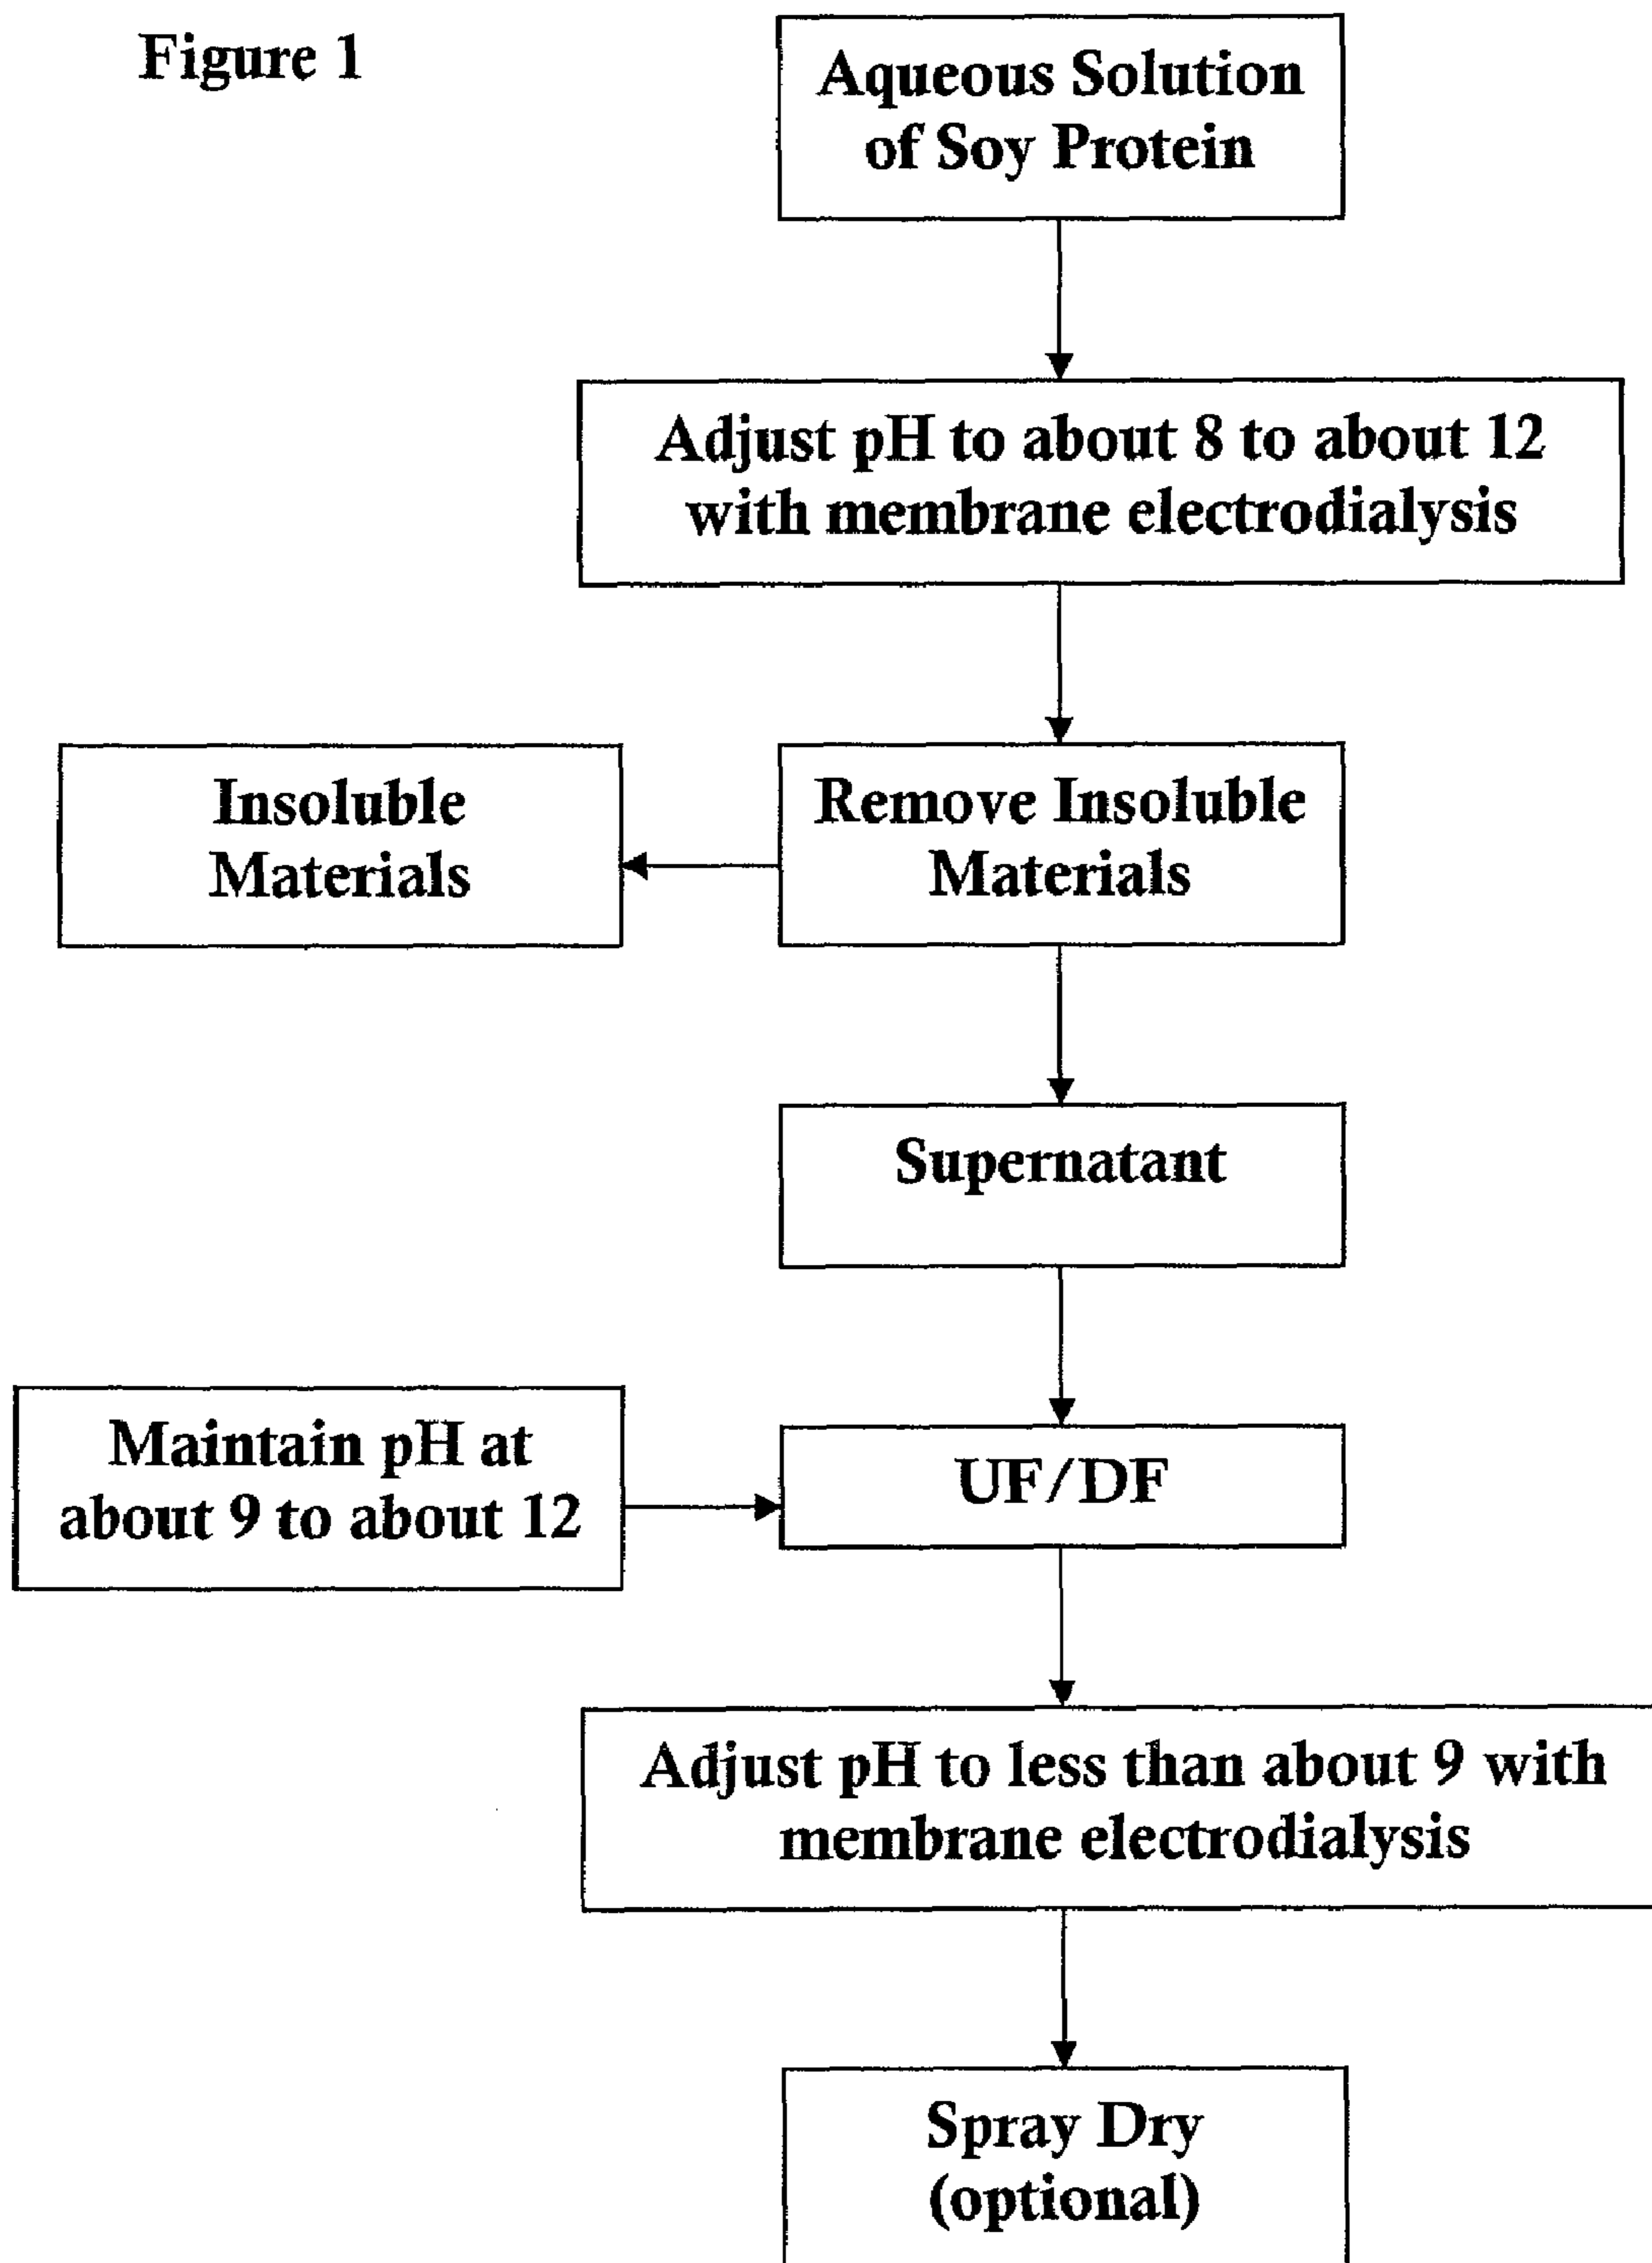 Figure 1
Aqueous Solution
of Soy Protein
Adjust pH to about 8 to about 12
with membrane electrodialysis
Insoluble
Materials
Remove Insoluble
Materials
Supernatant
Maintain pH at
about 9 to about 12
UF/DF
Adjust pH to less than about 9 with
membrane electrodialysis
Spray Dry
(optional)